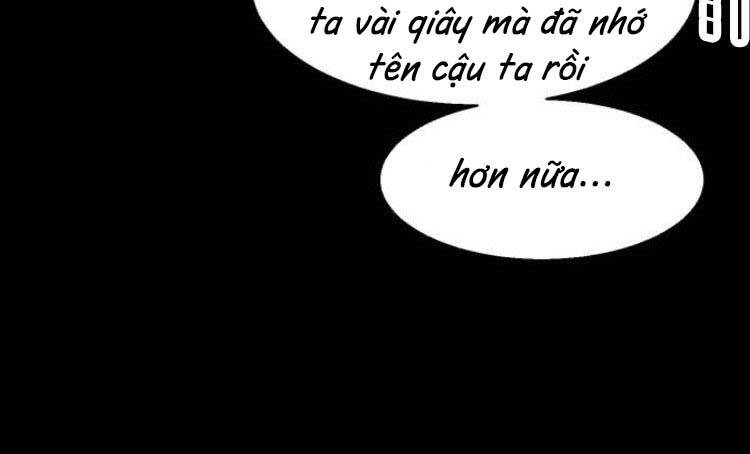 ta vài giây mà đã nhớ
tên cậu ta rồi
hơn nữa...